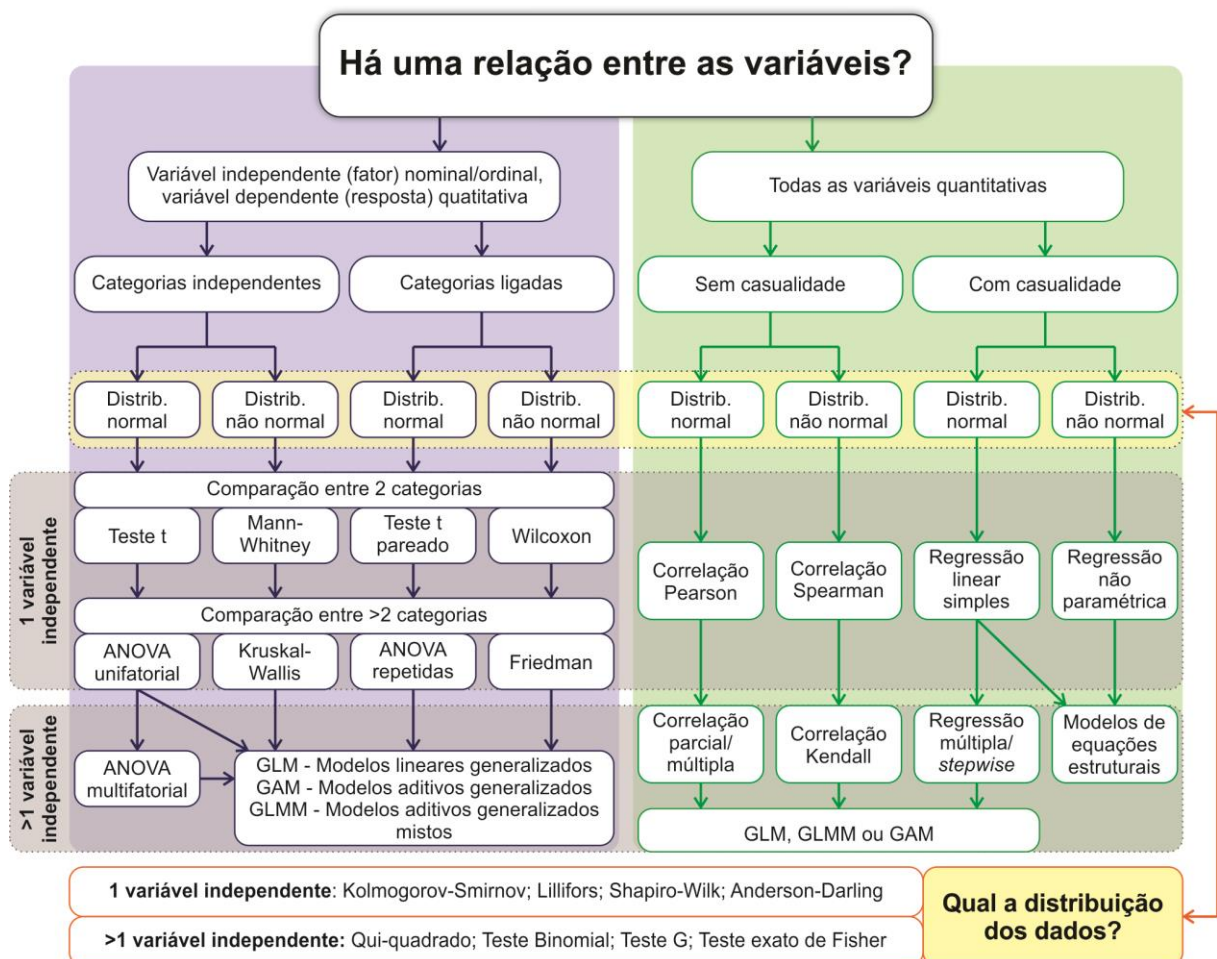 Há uma relação entre as variáveis?
Variável independente (fator) nominal/ordinal,
variável dependente (resposta) quatitativa
Todas as variáveis quantitativas
Categorias independentes
Categorias ligadas
Sem casualidade
Com casualidade
Distrib.
normal
Distrib.
não normal
Distrib.
normal
Distrib.
não normal
Distrib.
normal
Distrib.
não normal
Distrib.
normal
Distrib.
não normal
1 variável
independente
Comparação entre 2 categorias
Teste t
Mann-
Whitney
Teste t
pareado
Wilcoxon
Comparação entre >2 categorias
ANOVA
unifatorial
Kruskal-
Wallis
ANOVA
repetidas
Friedman
Correlação
Pearson
Correlação
Spearman
Regressão
linear
simples
Regressão
não
paramétrica
>1 variável
independente
ANOVA
multifatorial
GLM - Modelos lineares generalizados
GAM - Modelos aditivos generalizados
GLMM - Modelos aditivos generalizados
mistos
Correlação
parcial/
múltipla
Correlação
Kendall
Regressão
múltipla/
stepwise
Modelos de
equações
estruturais
GLM, GLMM ou GAM
1 variável independente: Kolmogorov-Smirnov; Lillifors; Shapiro-Wilk; Anderson-Darling
>1 variável independente: Qui-quadrado; Teste Binomial; Teste G; Teste exato de Fisher
Qual a distribuição
dos dados?